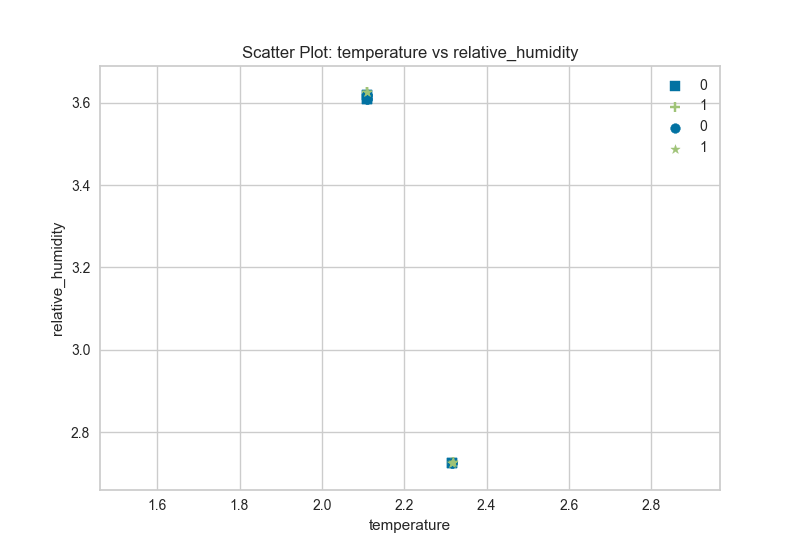 Scatter Plot: temperature vs relative_humidity
0
1
0
1
3.6
3.4
3.2
3.0
2.8
relative_humidity
1.6 1.8 2.0 2.2 2.4 2.6 2.8
temperature